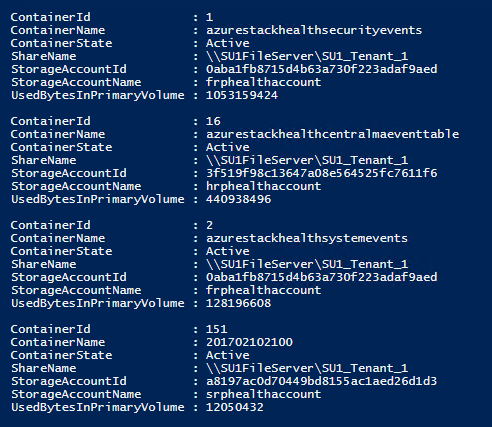 ContainerId : 1
ContainerName : azurestackhealthsecurityevents
ContainerState : Active
ShareName : \\SU1FileServer\SU1_Tenant_1
StorageAccountId : 0aba1fb8715d4b63a730f223adaf9aed
StorageAccountName : frphealthaccount
UsedBytesInPrimaryVolume : 1053159424
ContainerId : 16
ContainerName : azurestackhealthcentralmaeventtable
ContainerState : Active
ShareName : \\SU1FileServer\SU1_Tenant_1
StorageAccountId : 3f519f98c13647a08e564525fc7611f6
StorageAccountName : hrphealthaccount
UsedBytesInPrimaryVolume : 440938496
ContainerId : 2
ContainerName : azurestackhealthsystemevents
ContainerState : Active
ShareName : \\SU1FileServer\SU1_Tenant_1
StorageAccountId : 0aba1fb8715d4b63a730f223adaf9aed
StorageAccountName : frphealthaccount
UsedBytesInPrimaryVolume : 128196608
ContainerId : 151
ContainerName : 201702102100
ContainerState : Active
ShareName : \\SU1FileServer\SU1_Tenant_1
StorageAccountId : a8197ac0d70449bd8155ac1aed26d1d3
StorageAccountName : srphealthaccount
UsedBytesInPrimaryVolume : 12050432